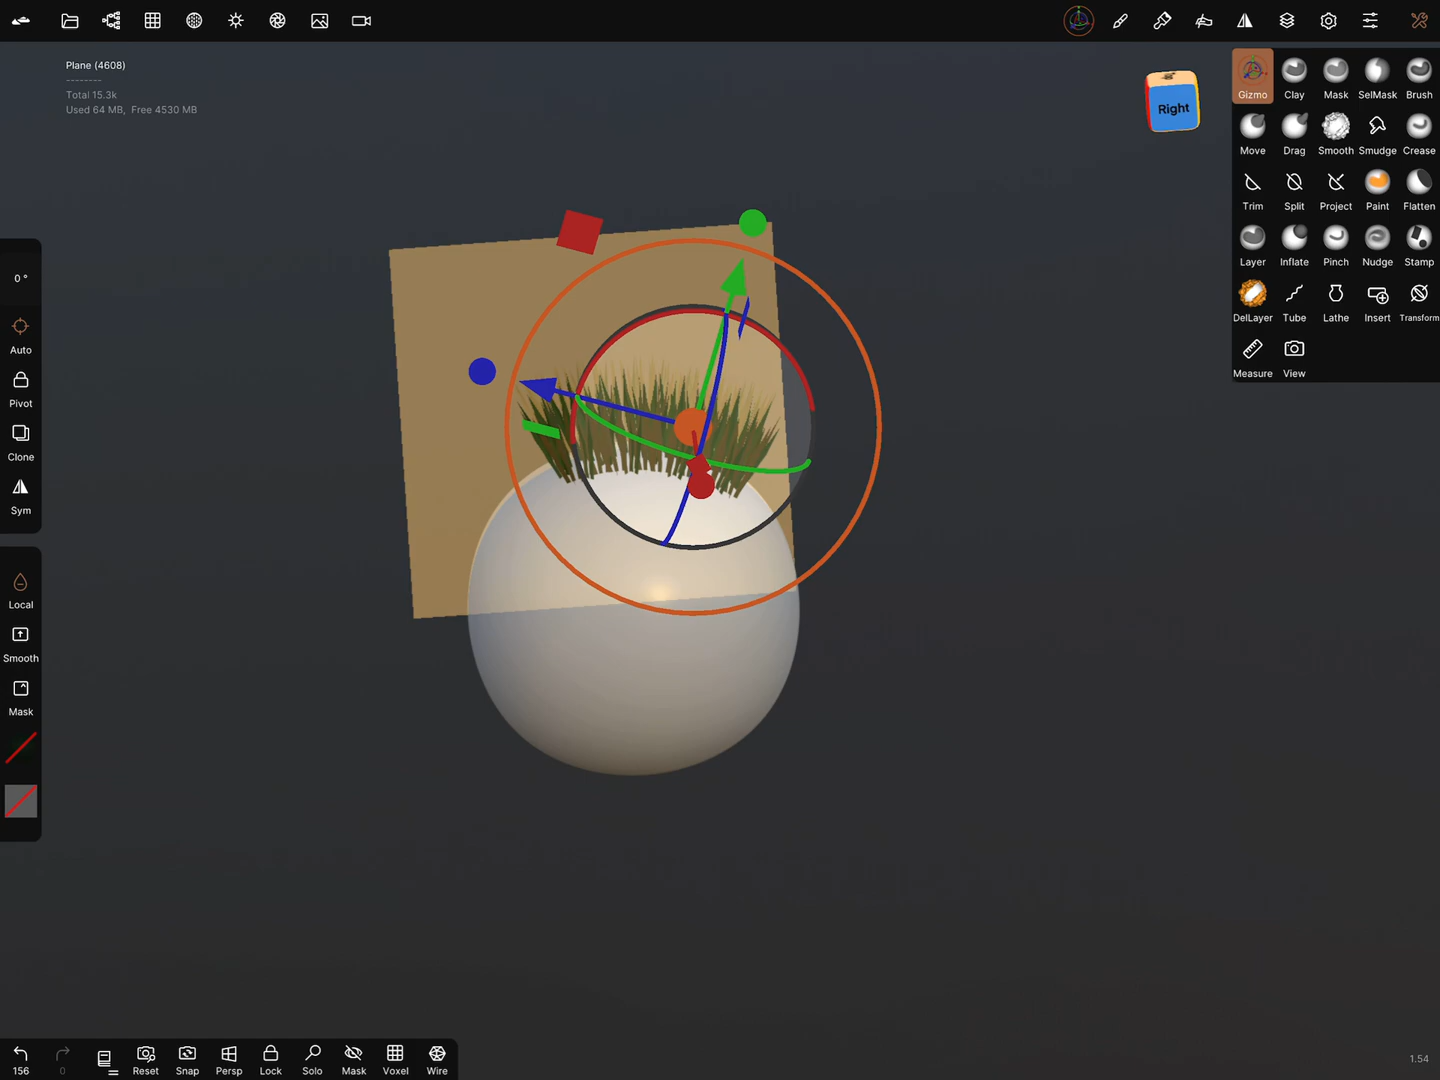 Plane (4608)
--------
Total 15.3k
Used 64 MB, Free 4530 MB
Right
Gizmo Clay Mask SelMask Brush
Move Drag Smooth Smudge Crease
Trim Split Project Paint Flatten
Layer Inflate Pinch Nudge Stamp
DelLayer Tube Lathe Insert Transform
Measure View
0 °
Auto
Pivot
Clone
Sym
Local
Smooth
Mask
156 0 Reset Snap Persp Lock Solo Mask Voxel Wire
1.54